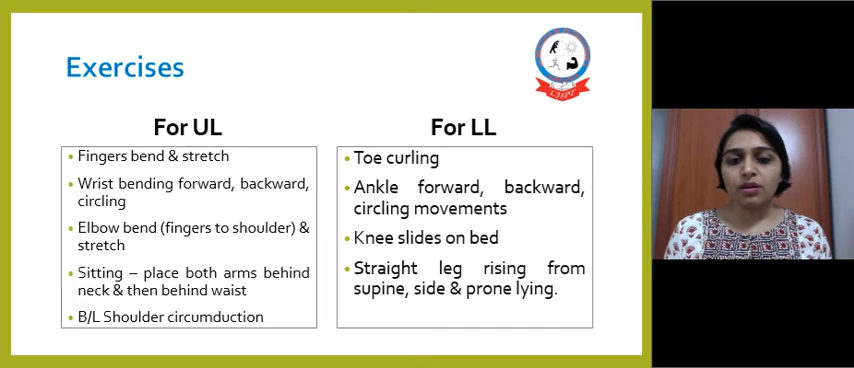 Exercises
For UL
• Fingers bend & stretch
• Wrist bending forward, backward,
circling
• Elbow bend (fingers to shoulder) &
stretch
• Sitting – place both arms behind
neck & then behind waist
• B/L Shoulder circumduction
For LL
• Toe curling
• Ankle forward, backward,
circling movements
• Knee slides on bed
• Straight leg rising from
supine, side & prone lying.